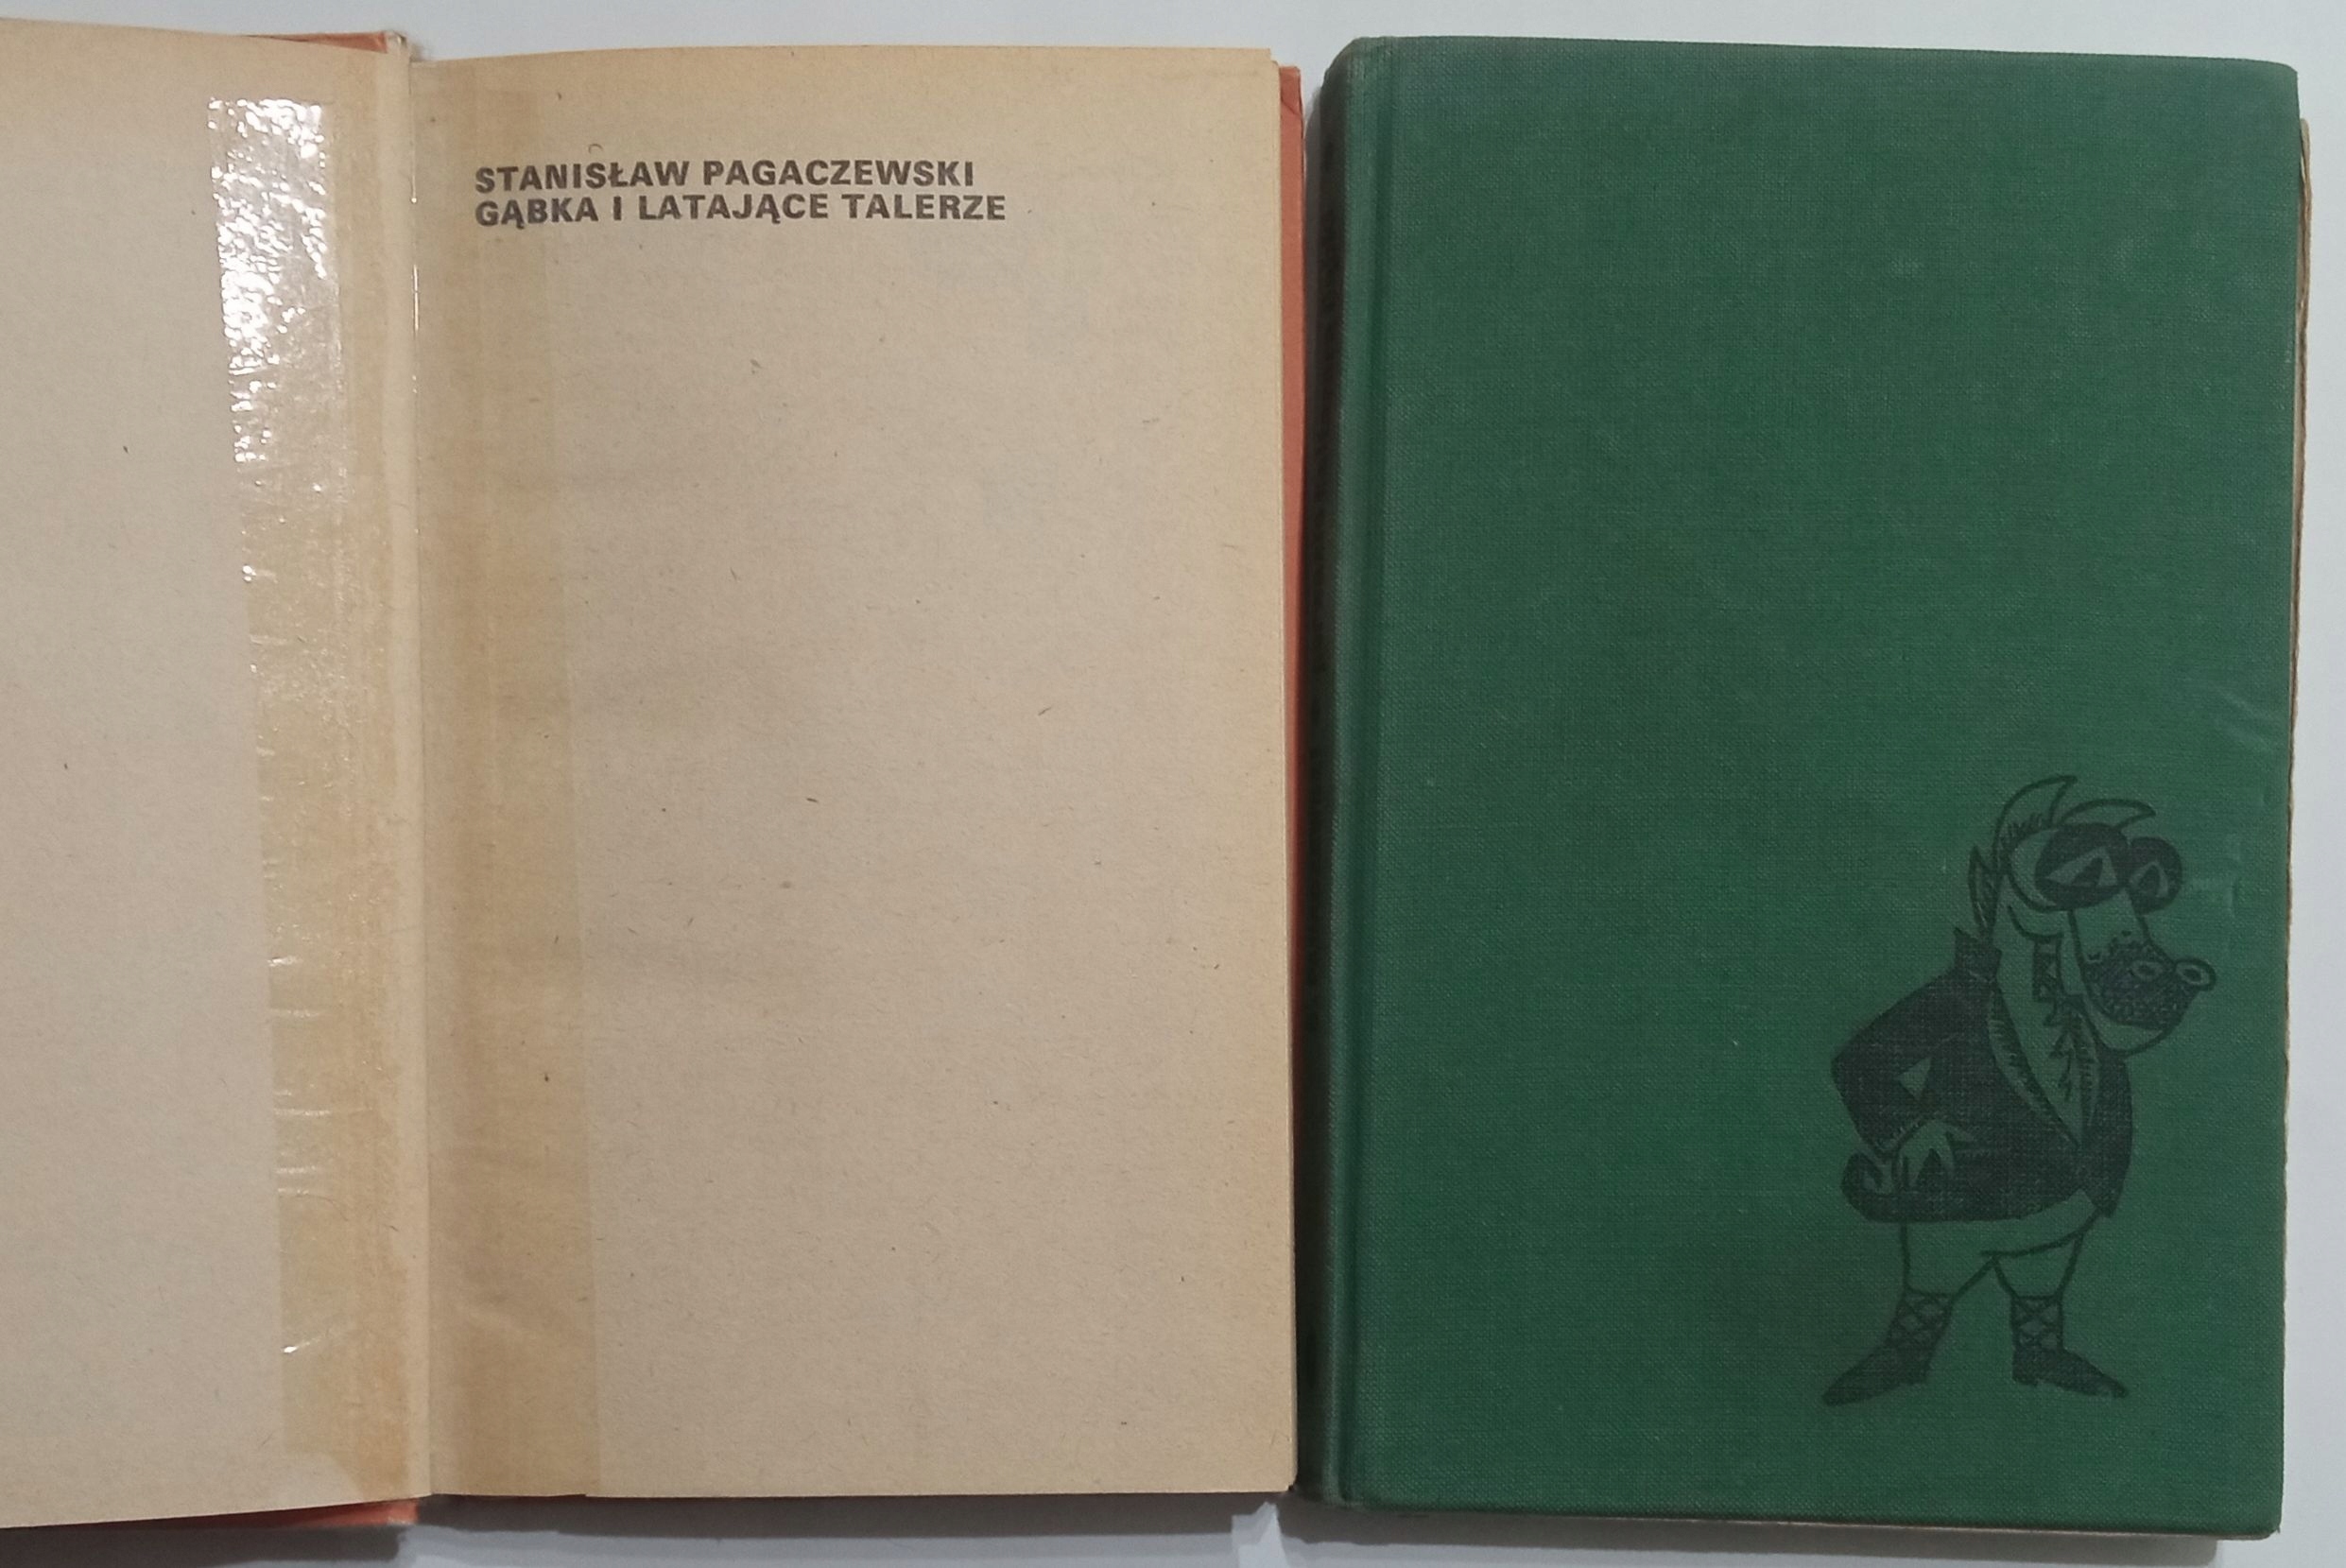 STANISŁAW PAGACZEWSKI
GĄBKA I LATAJĄCE TALERZE